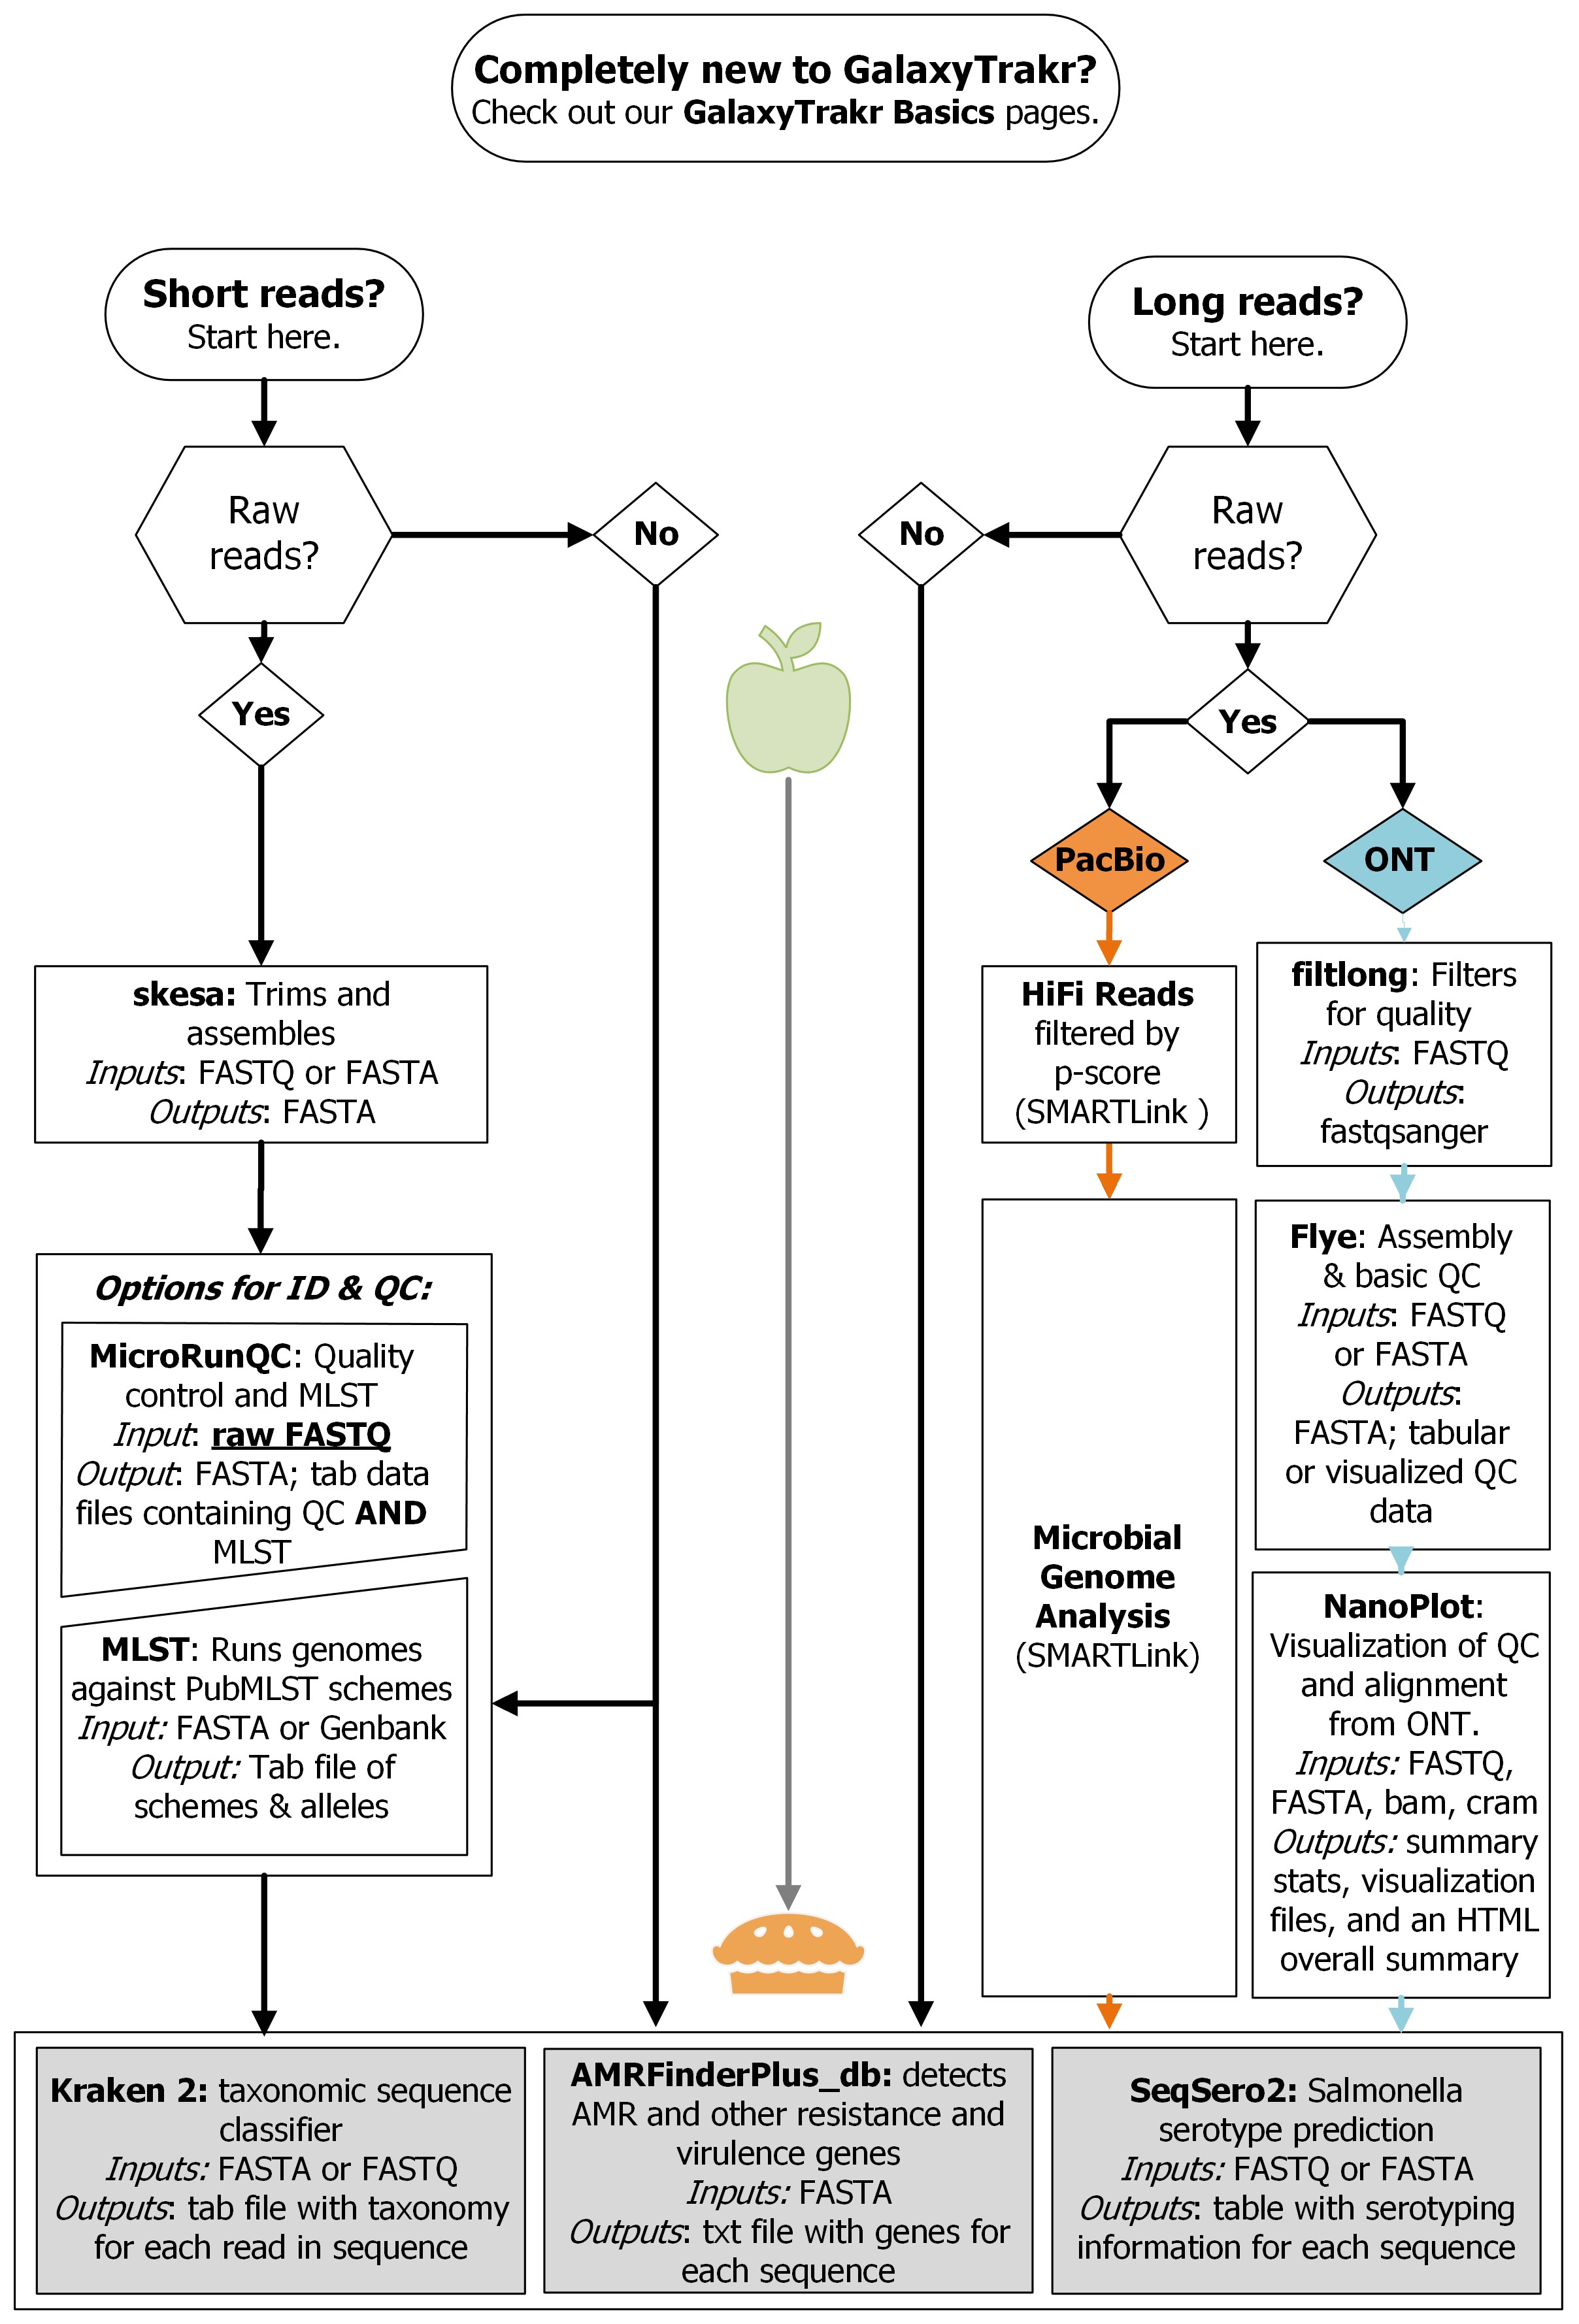 Completely new to GalaxyTrakr?
Check out our GalaxyTrakr Basics pages.
Short reads?
Start here.
Long reads?
Start here.
Raw
reads?
No
No
Raw
reads?
Yes
Yes
PacBio
ONT
skesa: Trims and
assembles
Inputs: FASTQ or FASTA
Outputs: FASTA
HiFi Reads
filtered by
p-score
(SMARTLink )
filtlong: Filters
for quality
Inputs: FASTQ
Outputs:
fastqsanger
Options for ID & QC:
MicroRunQC: Quality
control and MLST
Input: raw FASTQ
Output: FASTA; tab data
files containing QC AND
MLST
MLST: Runs genomes
against PubMLST schemes
Input: FASTA or Genbank
Output: Tab file of
schemes & alleles
Microbial
Genome
Analysis
(SMARTLink)
Flye: Assembly
& basic QC
Inputs: FASTQ
or FASTA
Outputs:
FASTA; tabular
or visualized QC
data
NanoPlot:
Visualization of QC
and alignment
from ONT.
Inputs: FASTQ,
FASTA, bam, cram
Outputs: summary
stats, visualization
files, and an HTML
overall summary
Kraken 2: taxonomic sequence
classifier
Inputs: FASTA or FASTQ
Outputs: tab file with taxonomy
for each read in sequence
AMRFinderPlus_db: detects
AMR and other resistance and
virulence genes
Inputs: FASTA
Outputs: txt file with genes for
each sequence
SeqSero2: Salmonella
serotype prediction
Inputs: FASTQ or FASTA
Outputs: table with serotyping
information for each sequence